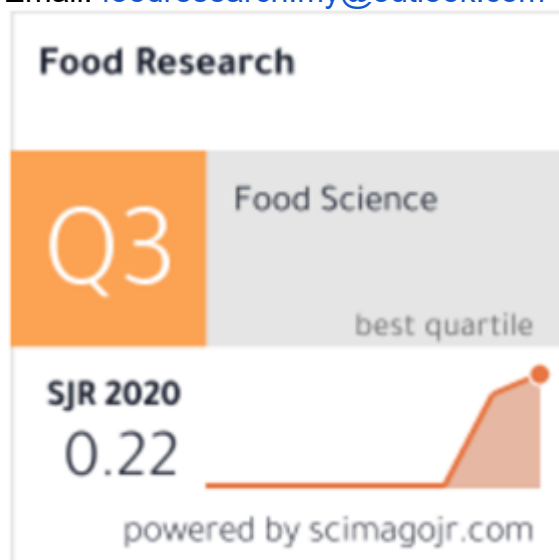 Food Research
Q3
Food Science
best quartile
SJR 2020
0.22
powered by scimagojr.com